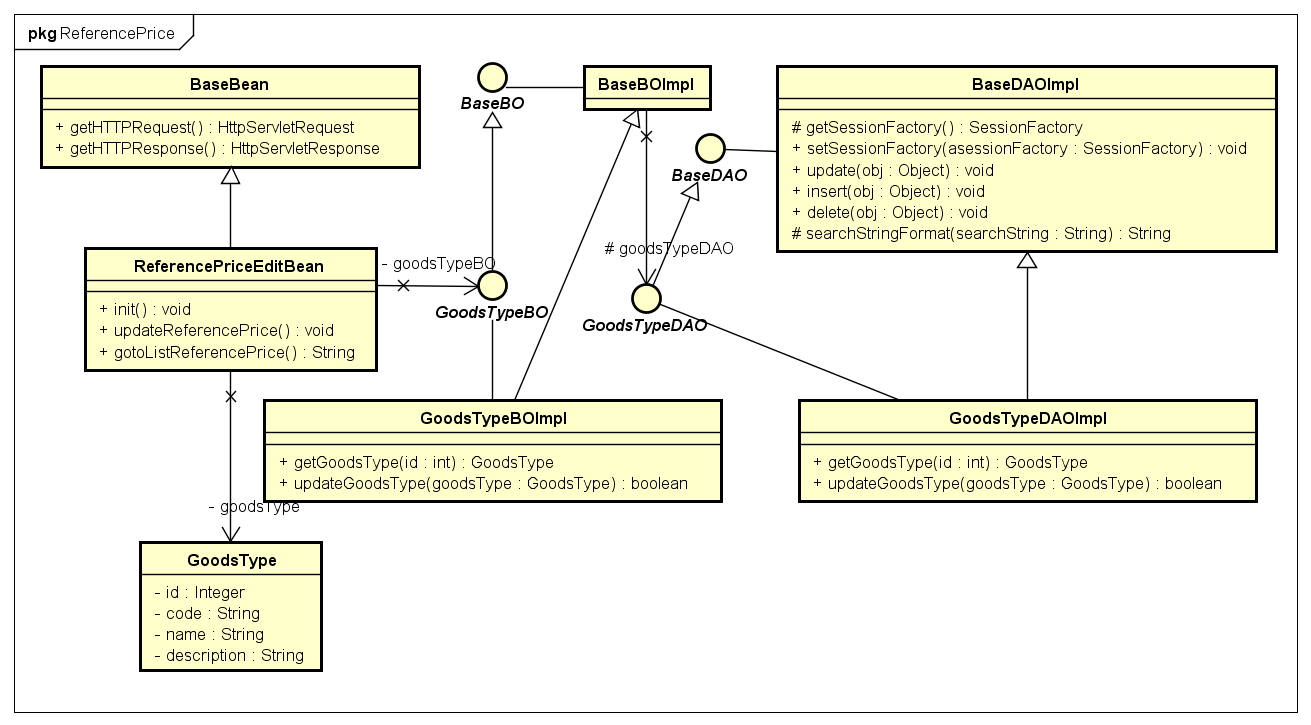 pkg ReferencePrice
BaseBean
+ getHTTPRequest() : HttpServletRequest
+ getHTTPResponse() : HttpServletResponse
BaseBO
BaseBOImpl
BaseDAO
BaseDAOImpl
# getSessionFactory() : SessionFactory
+ setSessionFactory(asessionFactory : SessionFactory) : void
+ update(obj : Object) : void
+ insert(obj : Object) : void
+ delete(obj : Object) : void
# searchStringFormat(searchString : String) : String
ReferencePriceEditBean
+ init() : void
+ updateReferencePrice() : void
+ gotoListReferencePrice() : String
- goodsTypeBO
GoodsTypeBO
# goodsTypeDAO
GoodsTypeDAO
GoodsTypeBOImpl
+ getGoodsType(id : int) : GoodsType
+ updateGoodsType(goodsType : GoodsType) : boolean
GoodsTypeDAOImpl
+ getGoodsType(id : int) : GoodsType
+ updateGoodsType(goodsType : GoodsType) : boolean
- goodsType
GoodsType
- id : Integer
- code : String
- name : String
- description : String